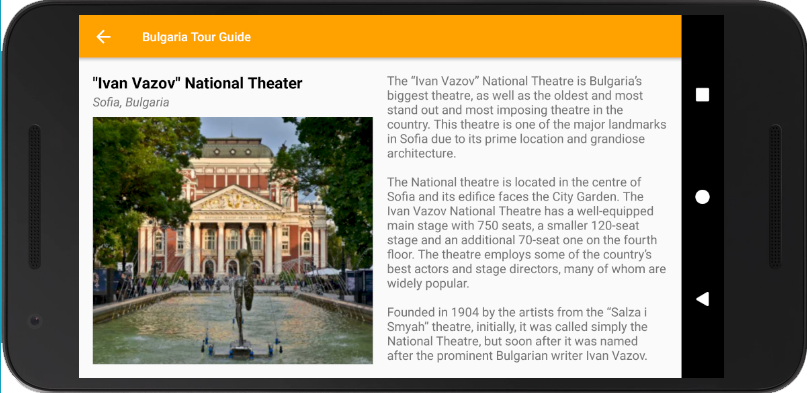 Bulgaria Tour Guide
"Ivan Vazov" National Theater
Sofia, Bulgaria
The “Ivan Vazov” National Theatre is Bulgaria’s
biggest theatre, as well as the oldest and most
stand out and most imposing theatre in the
country. This theatre is one of the major landmarks
in Sofia due to its prime location and grandiose
architecture.
The National theatre is located in the centre of
Sofia and its edifice faces the City Garden. The
Ivan Vazov National Theatre has a well-equipped
main stage with 750 seats, a smaller 120-seat
stage and an additional 70-seat one on the fourth
floor. The theatre employs some of the country’s
best actors and stage directors, many of whom are
widely popular.
Founded in 1904 by the artists from the “Salza i
Smyah” theatre, initially, it was called simply the
National Theatre, but soon after it was named
after the prominent Bulgarian writer Ivan Vazov.